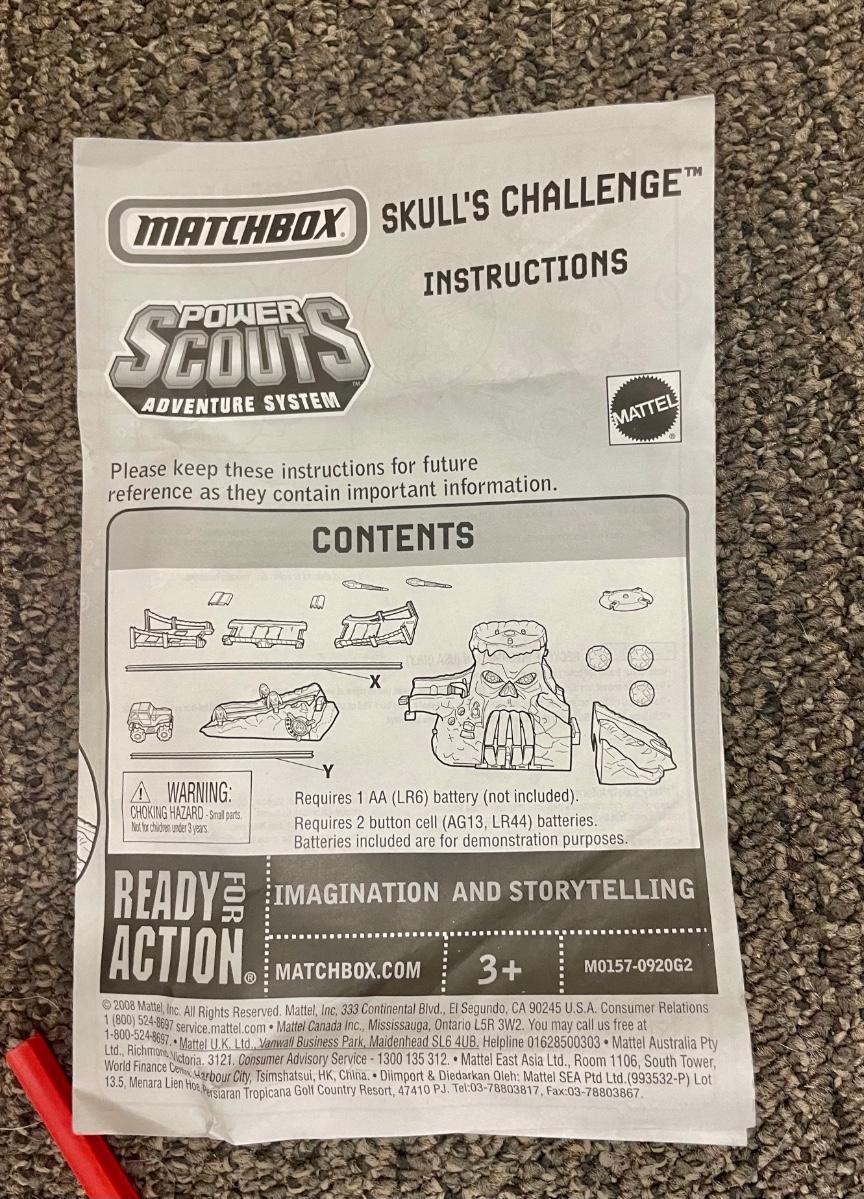 MATCHBOX®
SKULL'S CHALLENGE™
INSTRUCTIONS
POWER
SCOUTS™
ADVENTURE SYSTEM
MATTEL®
Please keep these instructions for future
reference as they contain important information.
CONTENTS
X
Y
⚠ WARNING:
CHOKING HAZARD - Small parts.
Not for children under 3 years.
Requires 1 AA (LR6) battery (not included).
Requires 2 button cell (AG13, LR44) batteries.
Batteries included are for demonstration purposes.
READY FOR
ACTION®
IMAGINATION AND STORYTELLING
MATCHBOX.COM
3+
M0157-0920G2
© 2008 Mattel, Inc. All Rights Reserved. Mattel, Inc, 333 Continental Blvd., El Segundo, CA 90245 U.S.A. Consumer Relations
1 (800) 524-8697 service.mattel.com • Mattel Canada Inc., Mississauga, Ontario L5R 3W2. You may call us free at
1-800-524-8697. • Mattel U.K. Ltd., Vanwall Business Park, Maidenhead SL6 4UB. Helpline 01628500303 • Mattel Australia Pty
Ltd., Richmond, Victoria. 3121. Consumer Advisory Service - 1300 135 312. • Mattel East Asia Ltd., Room 1106, South Tower,
World Finance Harbour City, Tsimshatsui, HK, China. • Diimport & Diedarkan Oleh: Mattel SEA Ptd Ltd.(993532-P) Lot
13.5, Menara Lien Persiaran Tropicana Golf Country Resort, 47410 PJ. Tel:03-78803817, Fax:03-78803867.